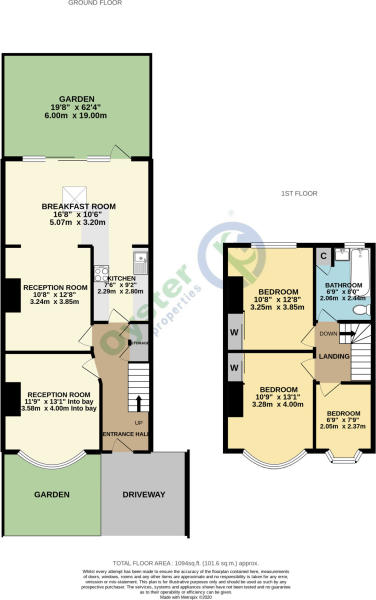 GROUND FLOOR
GARDEN
19'8" x 62'4"
6.00m x 19.00m
BREAKFAST ROOM
16'8" x 10'6"
5.07m x 3.20m
KITCHEN
7'6" x 9'2"
2.29m x 2.80m
RECEPTION ROOM
10'8" x 12'8"
3.24m x 3.85m
STORAGE
RECEPTION ROOM
11'9" x 13'1" Into bay
3.58m x 4.00m Into bay
UP
ENTRANCE HALL
GARDEN
DRIVEWAY
1ST FLOOR
C
BEDROOM
10'8" x 12'8"
3.25m x 3.85m
BATHROOM
6'9" x 8'0"
2.06m x 2.44m
W
DOWN
LANDING
W
BEDROOM
10'9" x 13'1"
3.28m x 4.00m
BEDROOM
6'9" x 7'9"
2.05m x 2.37m
oyster
properties
TOTAL FLOOR AREA : 1094sq.ft. (101.6 sq.m.) approx.
Whilst every attempt has been made to ensure the accuracy of the floorplan contained here, measurements
of doors, windows, rooms and any other items are approximate and no responsibility is taken for any error,
omission or mis-statement. This plan is for illustrative purposes only and should be used as such by any
prospective purchaser. The services, systems and appliances shown have not been tested and no guarantee
as to their operability or efficiency can be given.
Made with Metropix ©2020